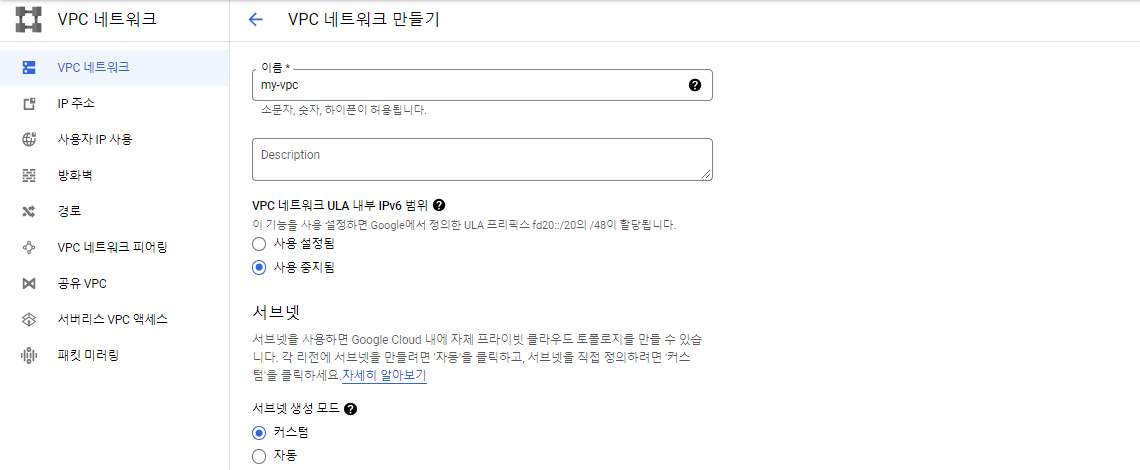 VPC 네트워크
VPC 네트워크 만들기
VPC 네트워크
IP 주소
사용자 IP 사용
방화벽
경로
VPC 네트워크 피어링
공유 VPC
서버리스 VPC 액세스
패킷 미러링
이름 *
my-vpc
소문자, 숫자, 하이픈이 허용됩니다.
Description
VPC 네트워크 ULA 내부 IPv6 범위
이 기능을 사용 설정하면 Google에서 정의한 ULA 프리픽스 fd20::/20의 /48이 할당됩니다.
사용 설정됨
사용 중지됨
서브넷
서브넷을 사용하면 Google Cloud 내에 자체 프라이빗 클라우드 토폴로지를 만들 수 있습
니다. 각 리전에 서브넷을 만들려면 '자동'을 클릭하고, 서브넷을 직접 정의하려면 '커스
텀'을 클릭하세요.자세히 알아보기
서브넷 생성 모드
커스텀
자동